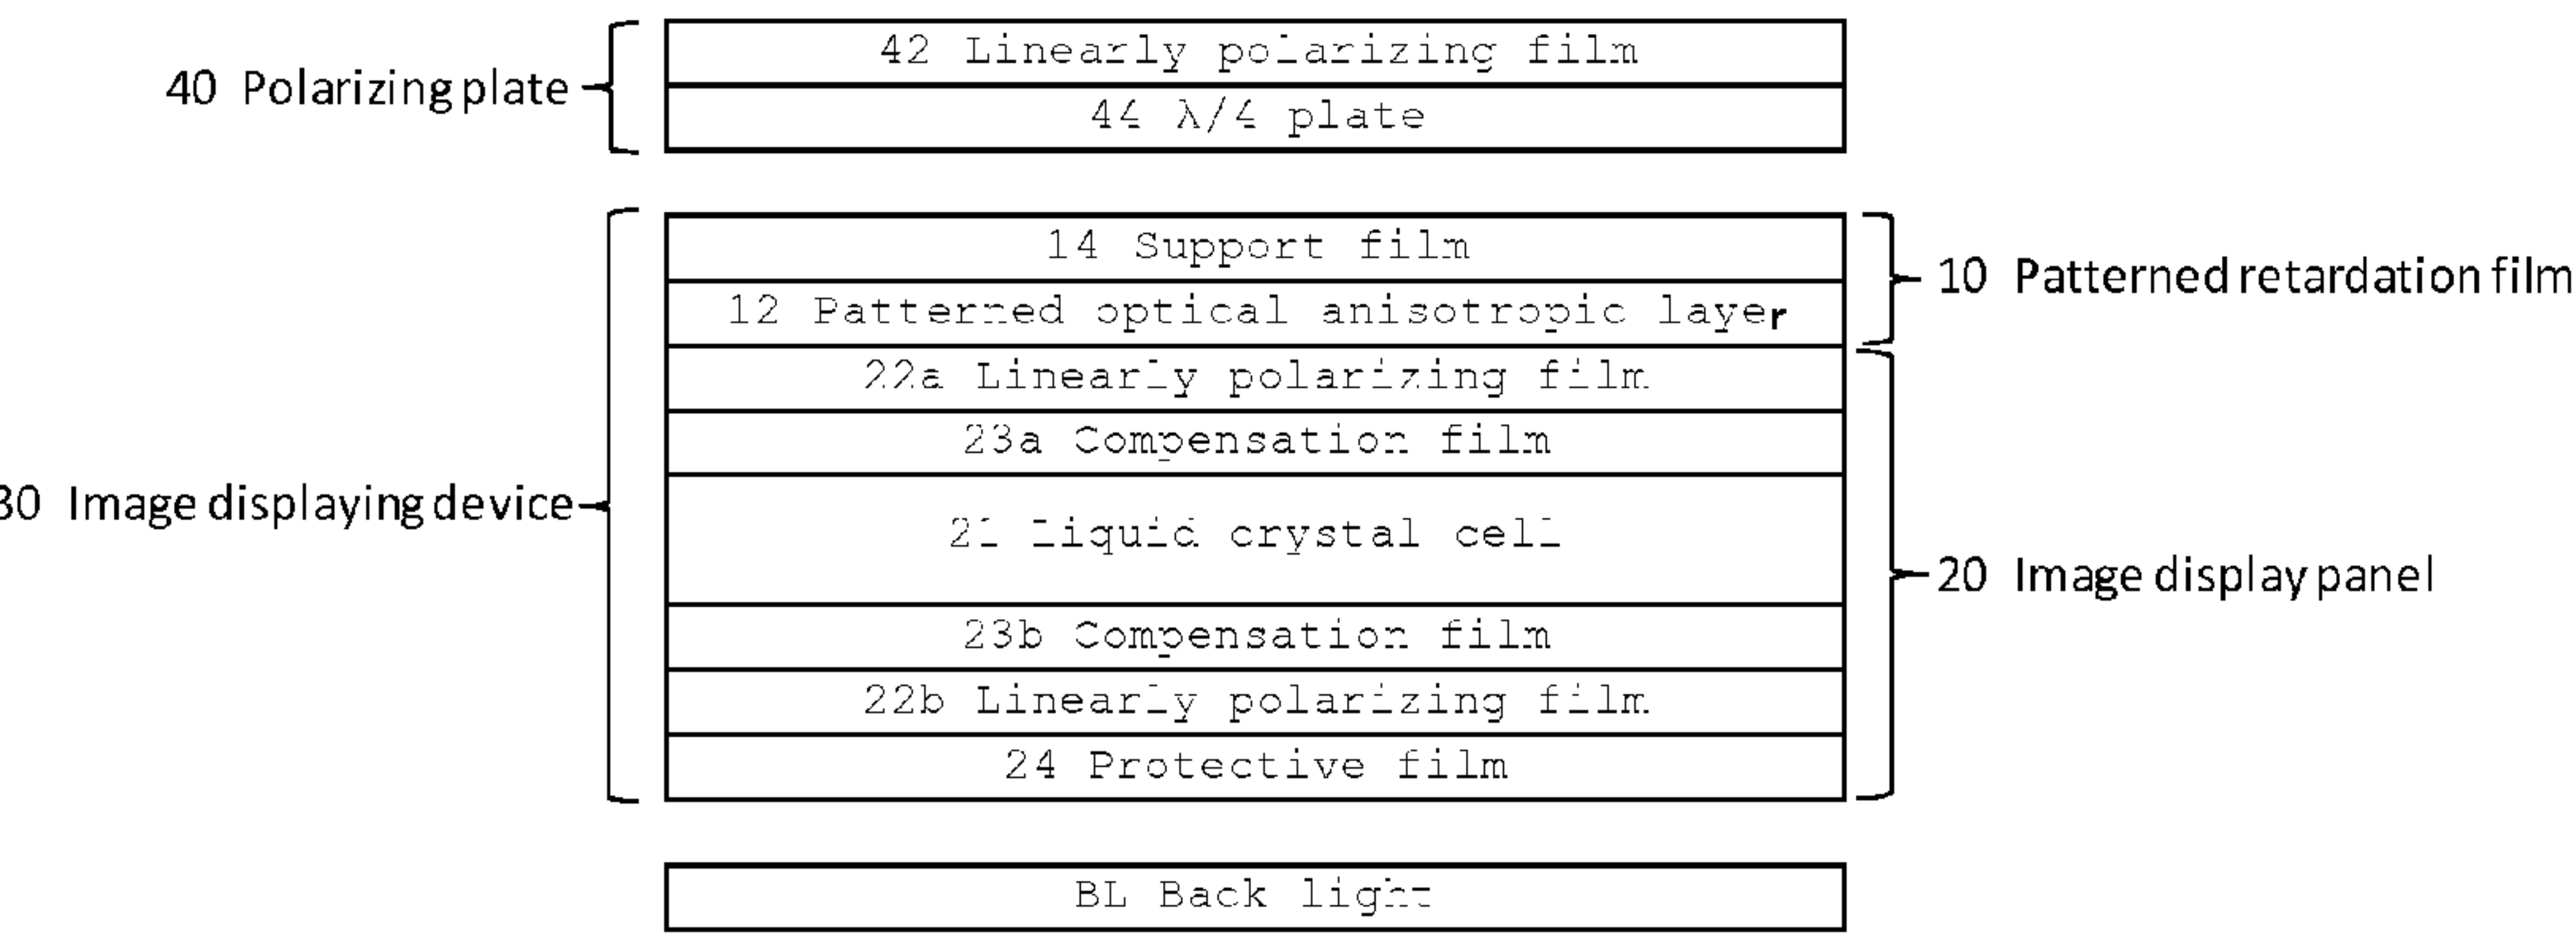 42 Linearly polarizing film
40 Polarizing plate
44 λ/4 plate
14 Support film
10 Patterned retardation film
12 Patterned optical anisotropic layer
22a Linearly polarizing film
23a Compensation film
30 Image displaying device
21 Liquid crystal cell
20 Image display panel
23b Compensation film
22b Linearly polarizing film
24 Protective film
BL Back light